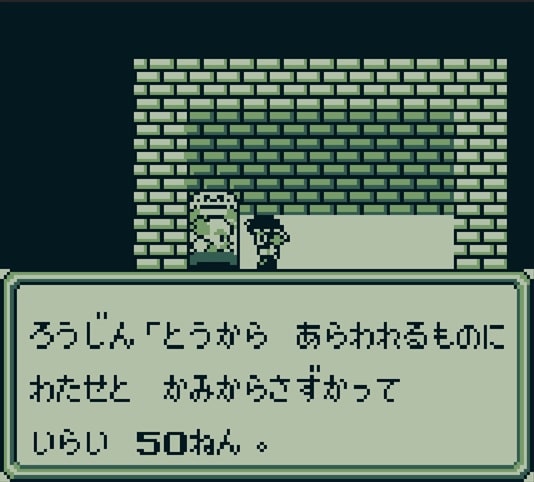 ろうじん「とうから　あらわれるものに
わたせと　かみからさずかって
いらい　50ねん。